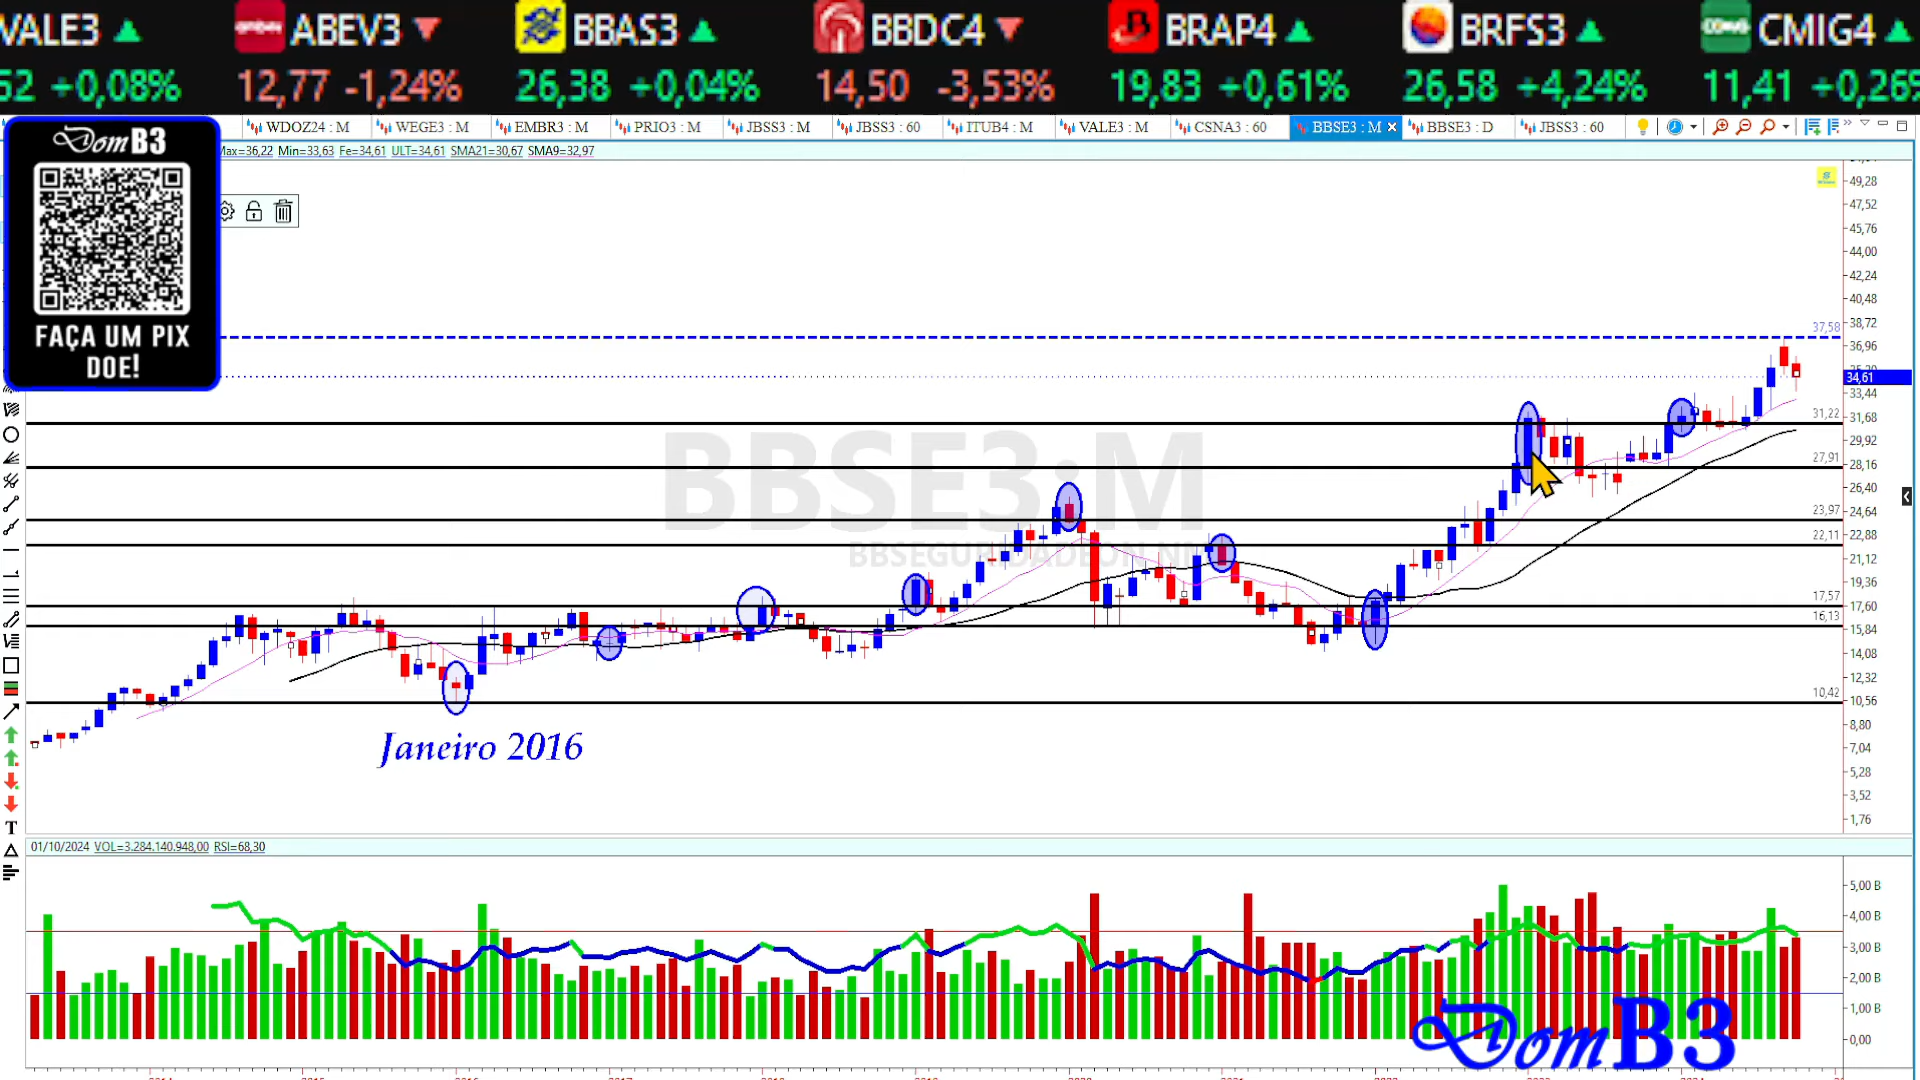 VALE3 ABEV3 BBAS3 BBDC4 BRAP4 BRFS3 CMIG4
52 +0,08% 12,77 -1,24% 26,38 +0,04% 14,50 -3,53% 19,83 +0,61% 26,58 +4,24% 11,41 +0,26%
WDOZ24 : M WEGE3 : M EMBR3 : M PRIO3 : M JBSS3 : M JBSS3 : 60 ITUB4 : M VALE3 : M CSNA3 : 60 BBSE3 : M BBSE3 : D JBSS3 : 60
Max=36,22 Min=33,63 Fe=34,61 ULT=34,61 SMA21=30,67 SMA9=32,97
DomB3
FAÇA UM PIX
DOE!
49,28
47,52
45,76
44,00
42,24
40,48
38,72
37,58
36,96
34,61
33,44
31,22
31,68
29,92
27,91
28,16
26,40
23,97
24,64
22,11
22,88
21,12
19,36
17,57
17,60
16,13
15,84
14,08
12,32
10,42
10,56
8,80
7,04
5,28
3,52
1,76
BBSE3:M
BBSEGURIDADEON NM
Janeiro 2016
T
01/10/2024 VOL=3.284.140.948,00 RSI=68,30
5,00 B
4,00 B
3,00 B
2,00 B
1,00 B
0,00
DomB3